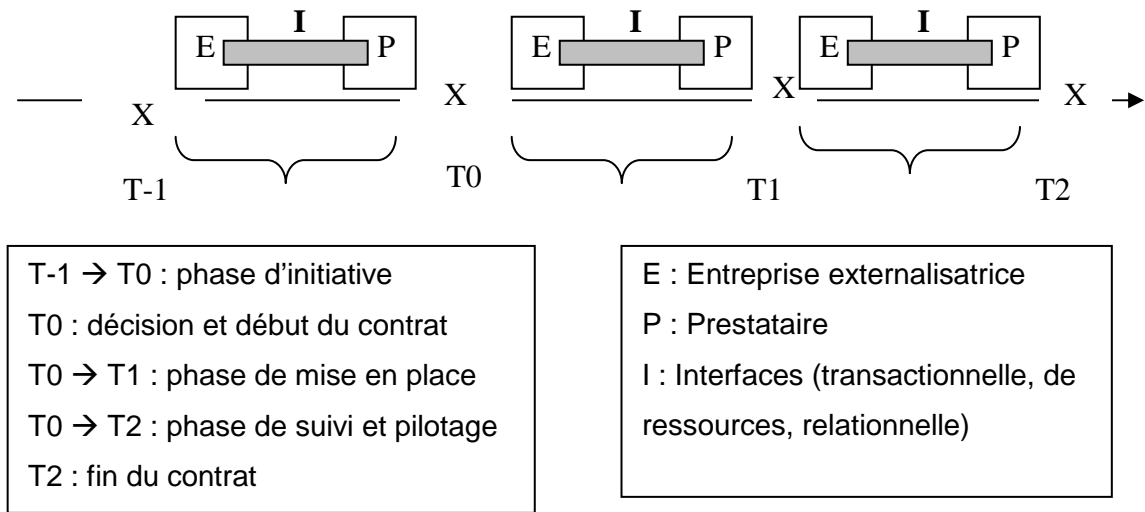 I I I
E P E P E P
X X X X
T-1 T0 T1 T2
T-1 → T0 : phase d'initiative
T0 : décision et début du contrat
T0 → T1 : phase de mise en place
T0 → T2 : phase de suivi et pilotage
T2 : fin du contrat
E : Entreprise externalisatrice
P : Prestataire
I : Interfaces (transactionnelle, de
ressources, relationnelle)